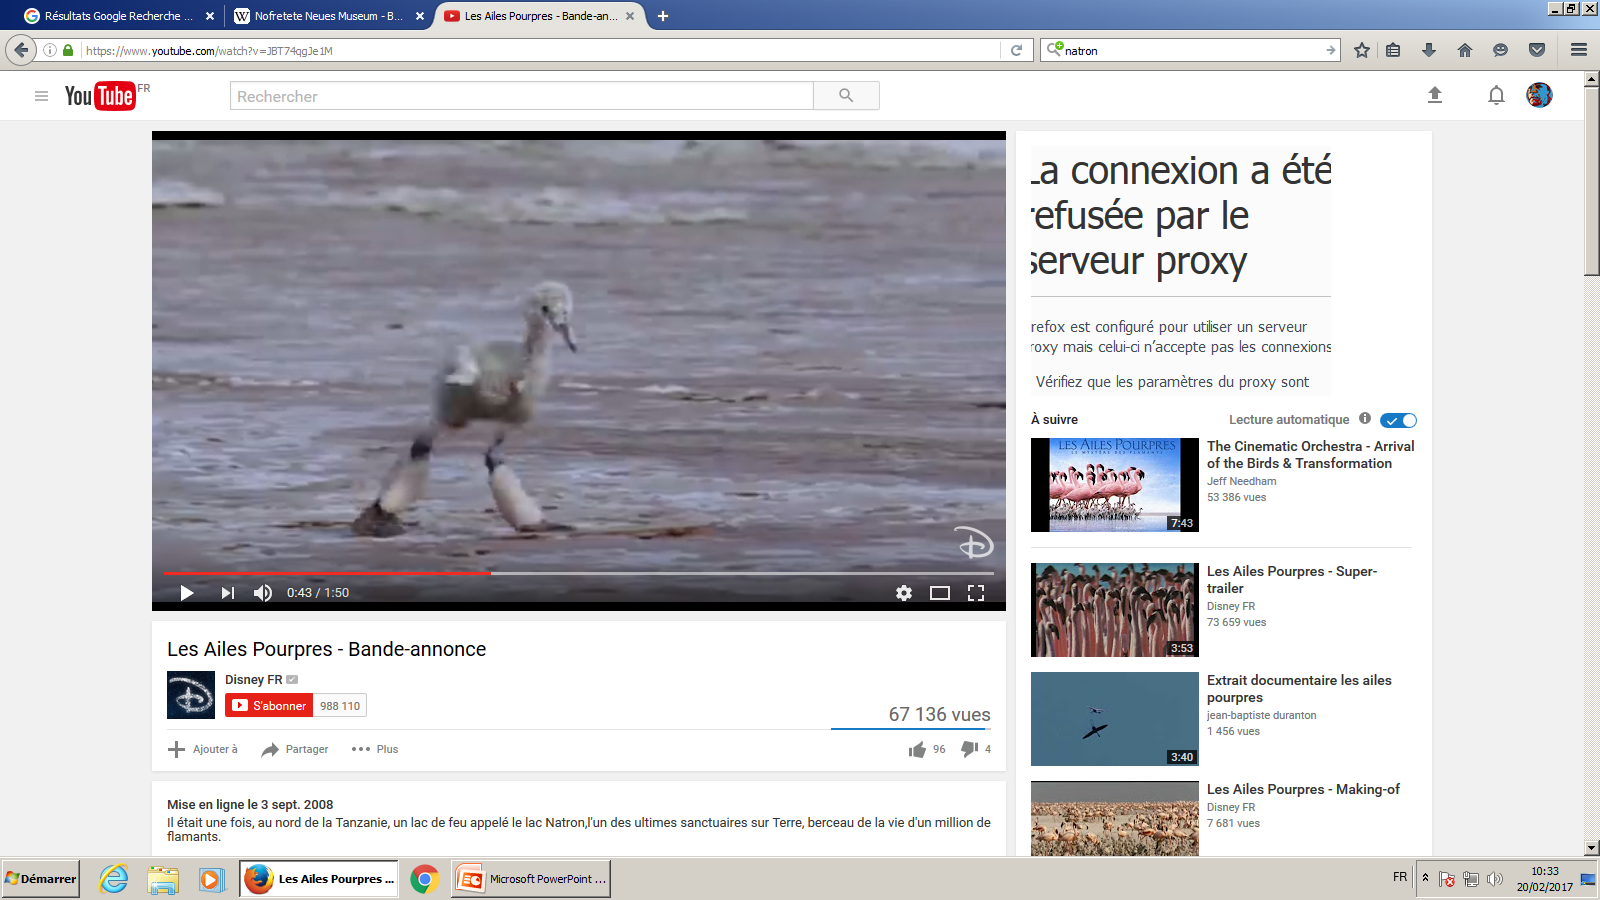 Résultats Google Recherche ...
Nofretete Neues Museum - B...
Les Ailes Pourpres - Bande-an...
https://www.youtube.com/watch?v=JBT74qgJe1M
natron
YouTube FR
Rechercher
La connexion a été
refusée par le
serveur proxy
refox est configuré pour utiliser un serveur
roxy mais celui-ci n’accepte pas les connexions
Vérifiez que les paramètres du proxy sont
0:43 / 1:50
À suivre
Lecture automatique
LES AILES POURPRES
LE MYSTÈRE DES FLAMANTS
7:43
The Cinematic Orchestra - Arrival
of the Birds & Transformation
Jeff Needham
53 386 vues
3:53
Les Ailes Pourpres - Super-
trailer
Disney FR
73 659 vues
3:40
Extrait documentaire les ailes
pourpres
jean-baptiste duranton
1 456 vues
Les Ailes Pourpres - Making-of
Disney FR
7 681 vues
Les Ailes Pourpres - Bande-annonce
Disney FR
S'abonner 988 110
67 136 vues
Ajouter à Partager Plus
96 4
Mise en ligne le 3 sept. 2008
Il était une fois, au nord de la Tanzanie, un lac de feu appelé le lac Natron,l'un des ultimes sanctuaires sur Terre, berceau de la vie d'un million de
flamants.
Démarrer
Les Ailes Pourpres ...
Microsoft PowerPoint ...
FR
10:33
20/02/2017